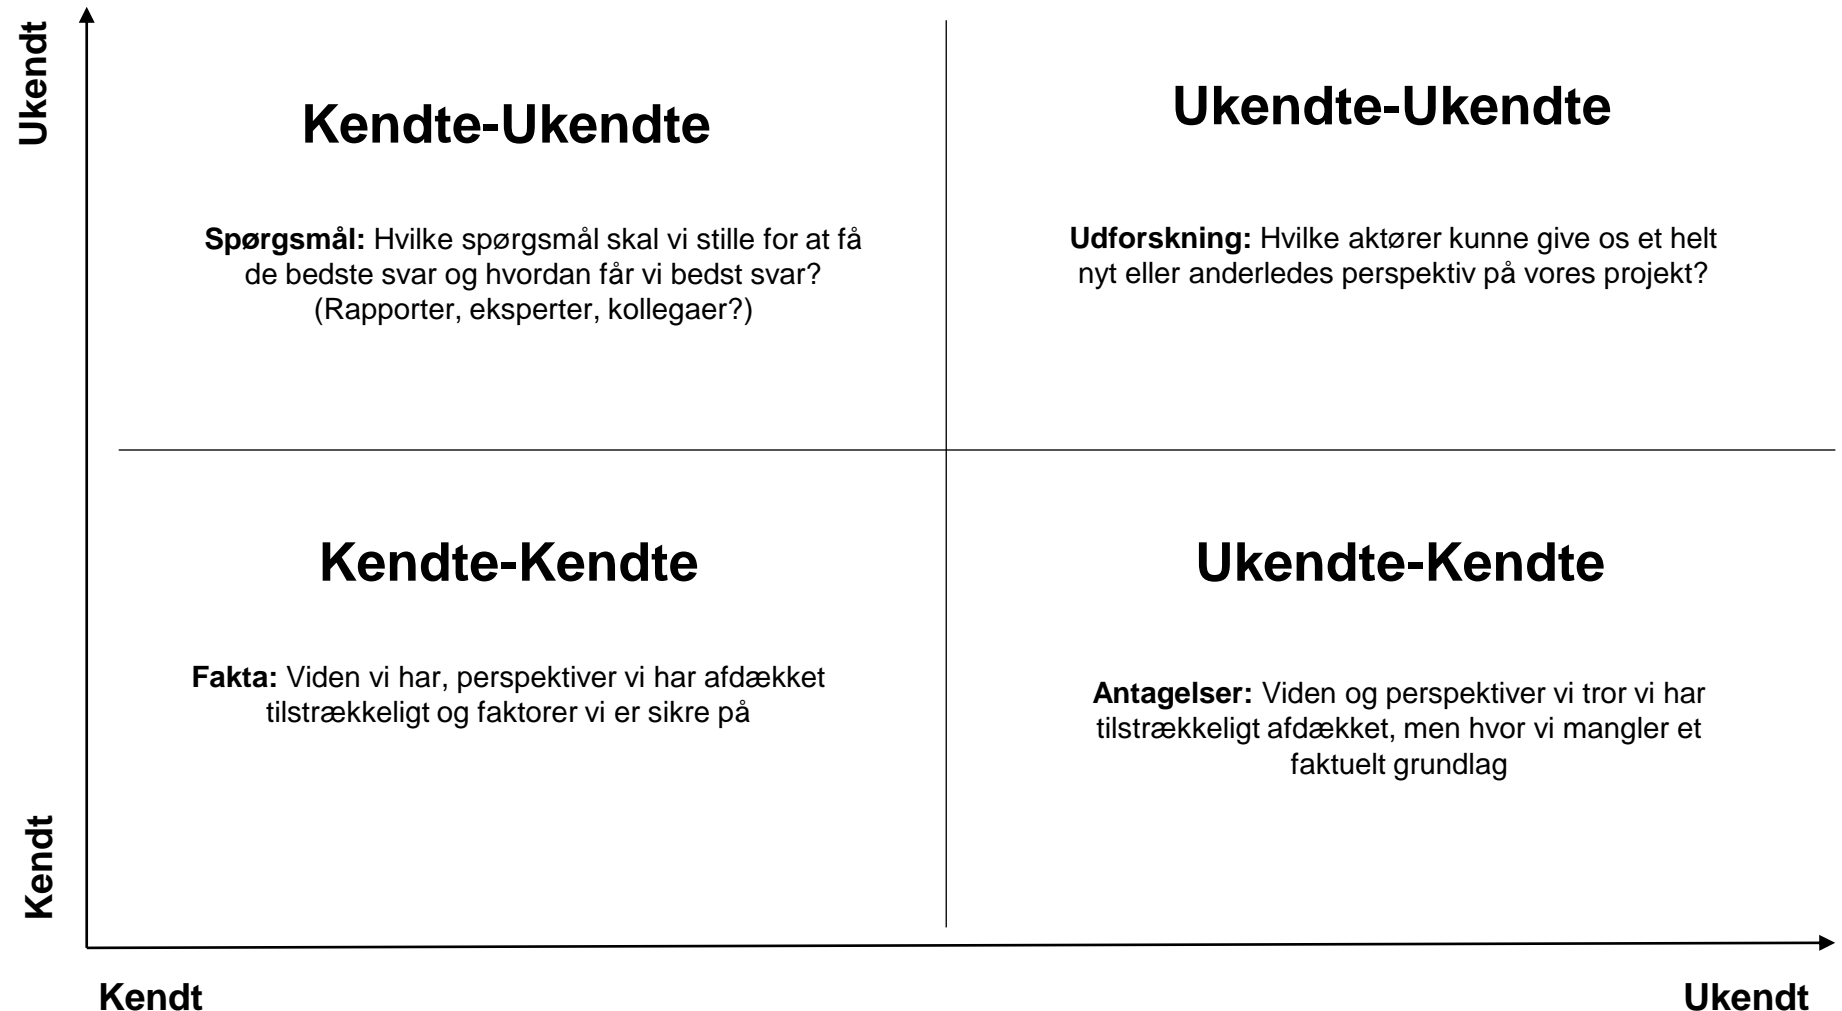 Ukendt
Kendte-Ukendte
Spørgsmål: Hvilke spørgsmål skal vi stille for at få
de bedste svar og hvordan får vi bedst svar?
(Rapporter, eksperter, kollegaer?)
Ukendte-Ukendte
Udforskning: Hvilke aktører kunne give os et helt
nyt eller anderledes perspektiv på vores projekt?
Kendte-Kendte
Fakta: Viden vi har, perspektiver vi har afdækket
tilstrækkeligt og faktorer vi er sikre på
Ukendte-Kendte
Antagelser: Viden og perspektiver vi tror vi har
tilstrækkeligt afdækket, men hvor vi mangler et
faktuelt grundlag
Kendt
Kendt
Ukendt